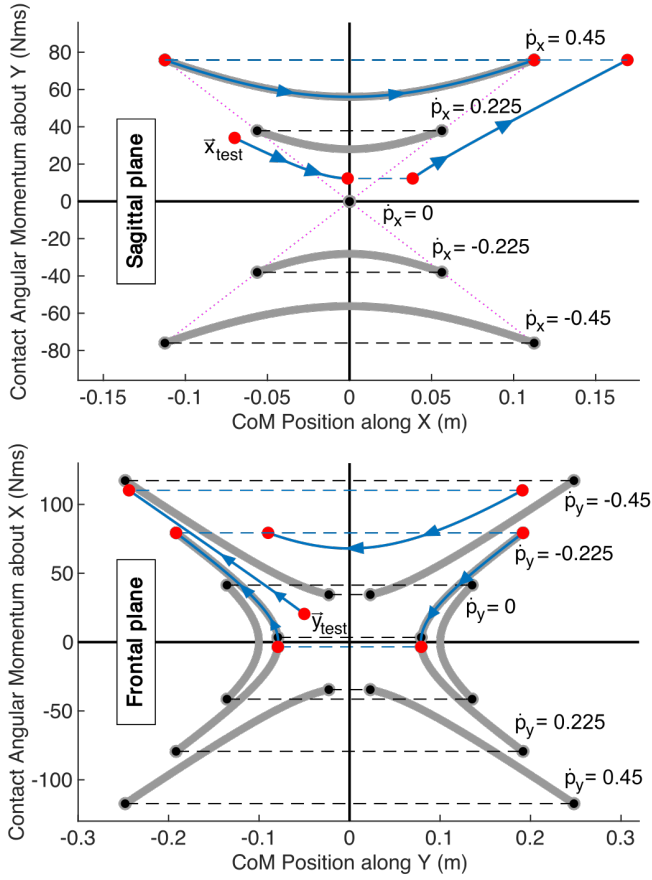 Contact Angular Momentum about Y (Nms)
Sagittal plane
80
60
40
20
0
-20
-40
-60
-80
ṗx = 0.45
ṗx = 0.225
x⃗test
ṗx = 0
ṗx = -0.225
ṗx = -0.45
-0.15 -0.1 -0.05 0 0.05 0.1 0.15
CoM Position along X (m)
Contact Angular Momentum about X (Nms)
Frontal plane
100
50
0
-50
-100
ṗy = -0.45
ṗy = -0.225
ṗy = 0
y⃗test
ṗy = 0.225
ṗy = 0.45
-0.3 -0.2 -0.1 0 0.1 0.2 0.3
CoM Position along Y (m)